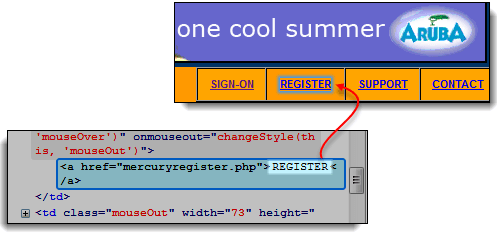 one cool summer ARUBA
SIGN-ON REGISTER SUPPORT CONTACT
'mouseOver')" onmouseout="changeStyle(th
is, 'mouseOut')">
<a href="mercuryregister.php">REGISTER<
/a>
</td>
<td class="mouseOut" width="73" height="